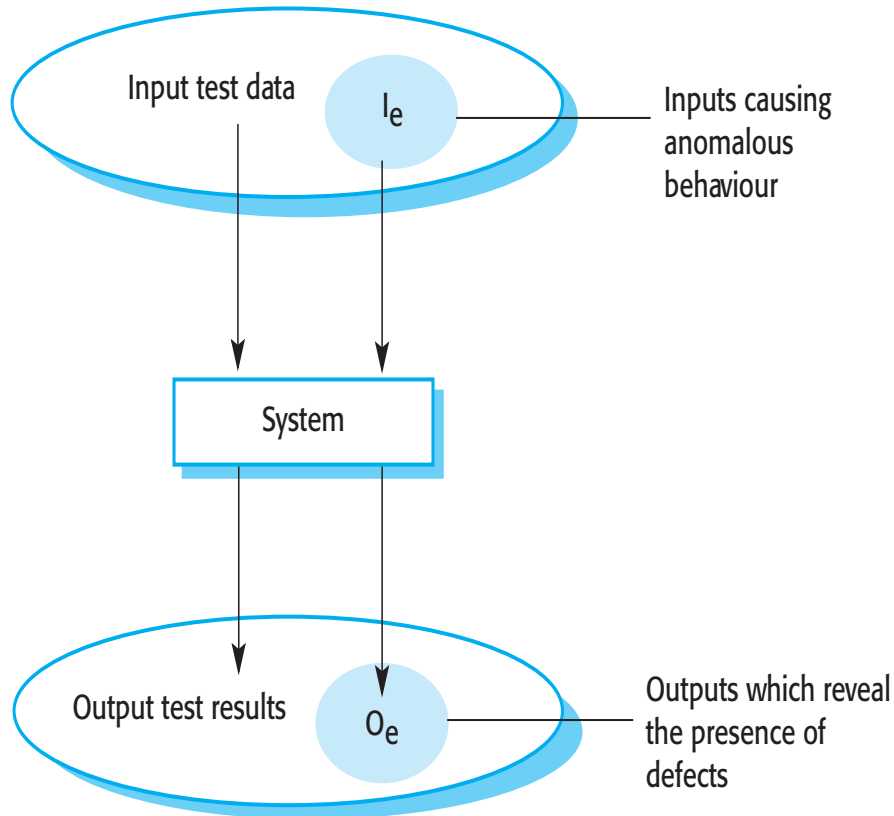 Input test data
Ie
Inputs causing
anomalous
behaviour
System
Output test results
Oe
Outputs which reveal
the presence of
defects